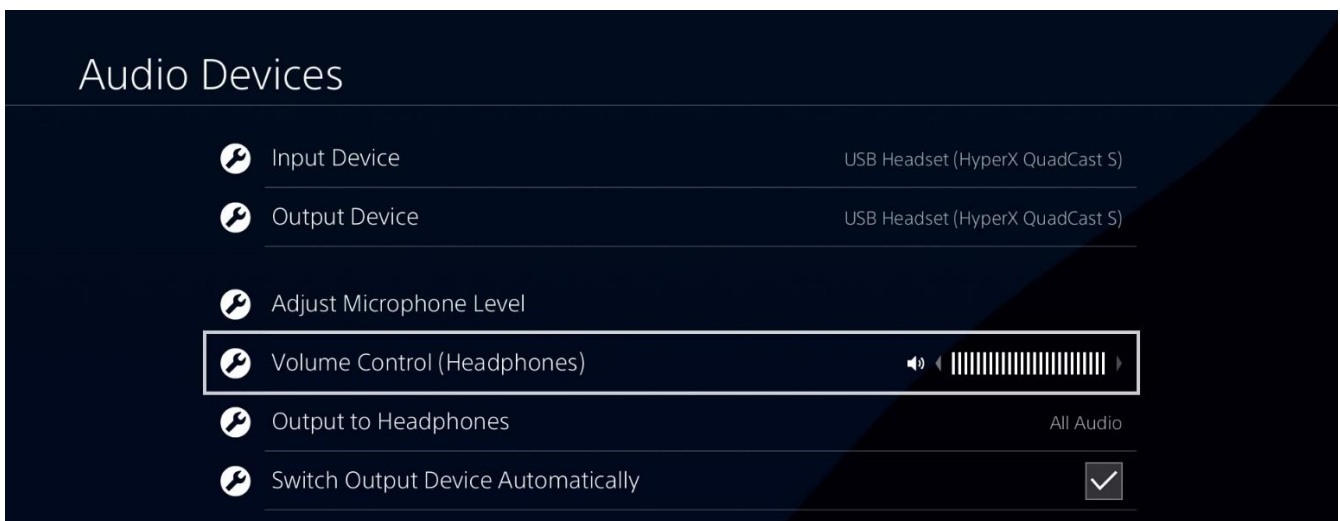 Audio Devices
Input Device USB Headset (HyperX QuadCast S)
Output Device USB Headset (HyperX QuadCast S)
Adjust Microphone Level
Volume Control (Headphones)
Output to Headphones All Audio
Switch Output Device Automatically